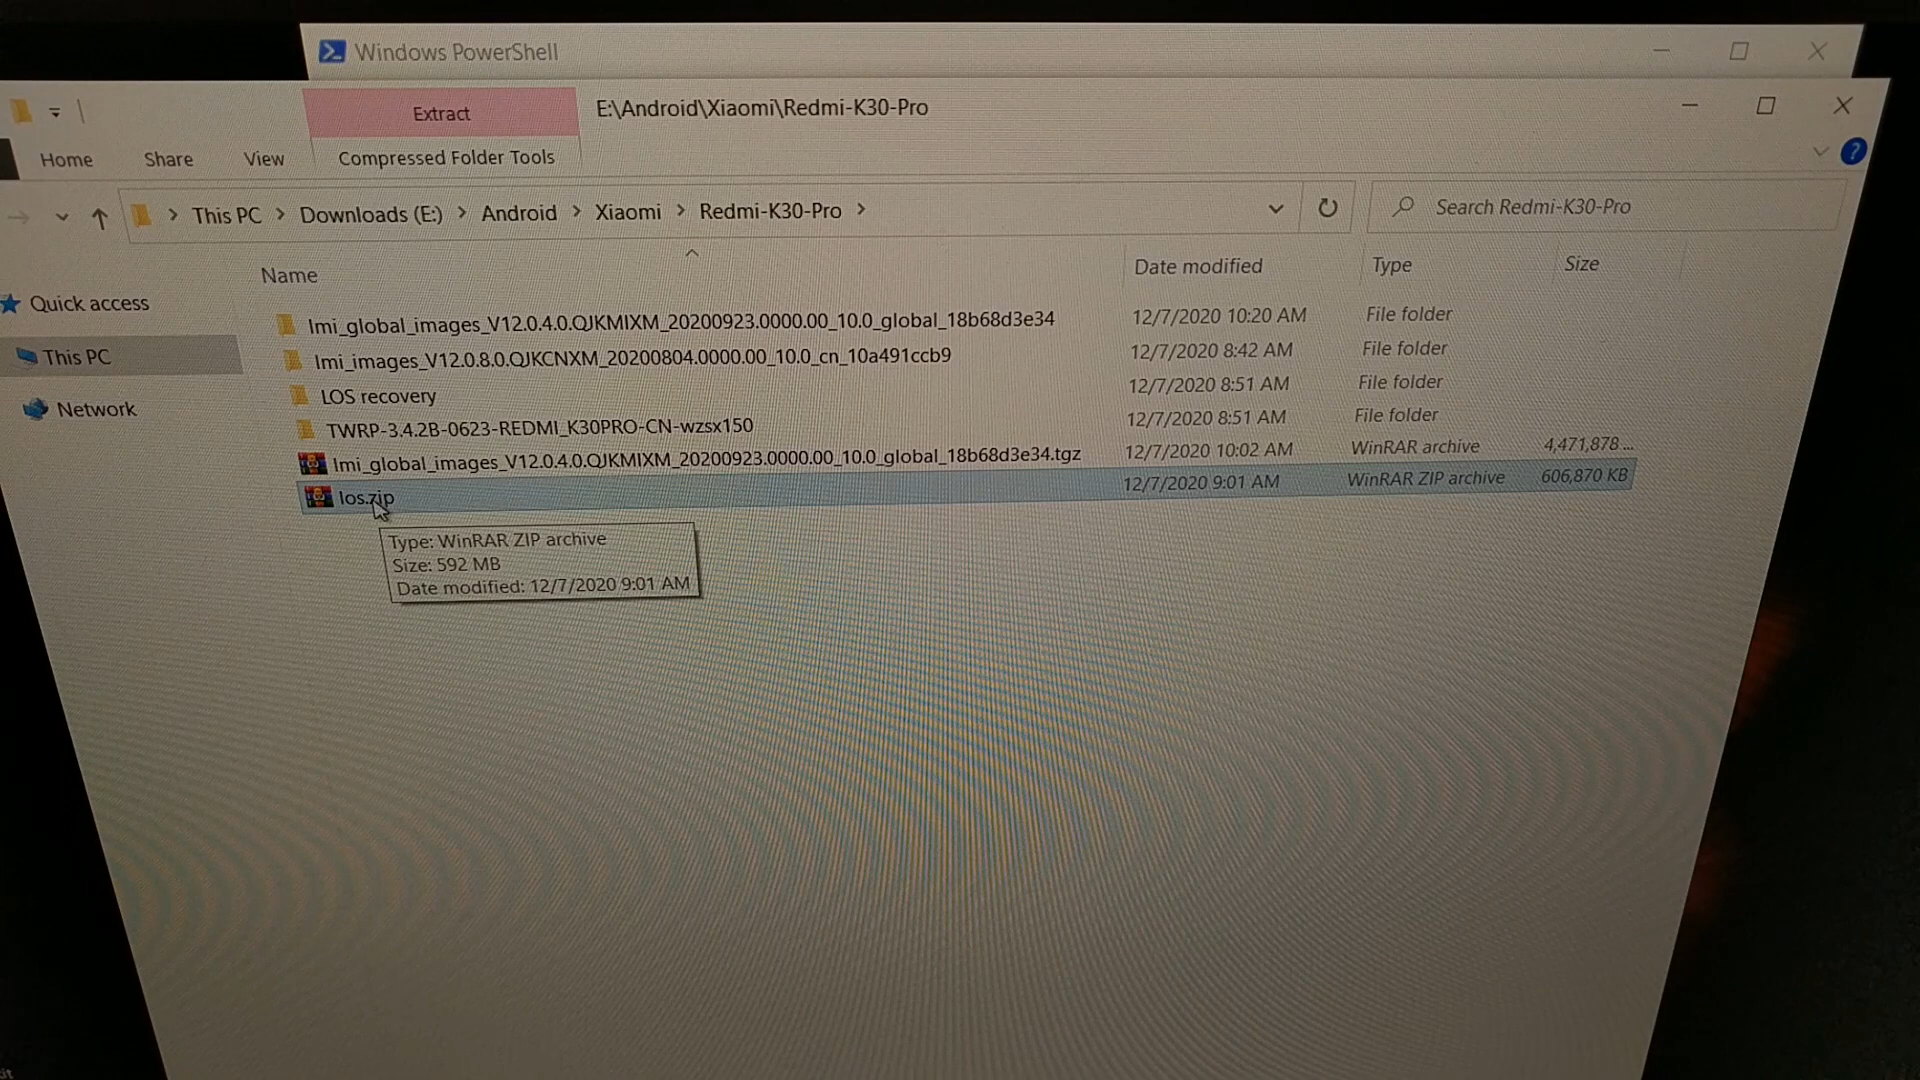 Windows PowerShell
Extract E:\Android\Xiaomi\Redmi-K30-Pro
Home Share View Compressed Folder Tools
This PC > Downloads (E:) > Android > Xiaomi > Redmi-K30-Pro > Search Redmi-K30-Pro
Name Date modified Type Size
Quick access
This PC
Network
lmi_global_images_V12.0.4.0.QJKMIXM_20200923.0000.00_10.0_global_18b68d3e34 12/7/2020 10:20 AM File folder
lmi_images_V12.0.8.0.QJKCNXM_20200804.0000.00_10.0_cn_10a491ccb9 12/7/2020 8:42 AM File folder
LOS recovery 12/7/2020 8:51 AM File folder
TWRP-3.4.2B-0623-REDMI_K30PRO-CN-wzsx150 12/7/2020 8:51 AM File folder
lmi_global_images_V12.0.4.0.QJKMIXM_20200923.0000.00_10.0_global_18b68d3e34.tgz 12/7/2020 10:02 AM WinRAR archive 4,471,878 ...
los.zip 12/7/2020 9:01 AM WinRAR ZIP archive 606,870 KB
Type: WinRAR ZIP archive
Size: 592 MB
Date modified: 12/7/2020 9:01 AM